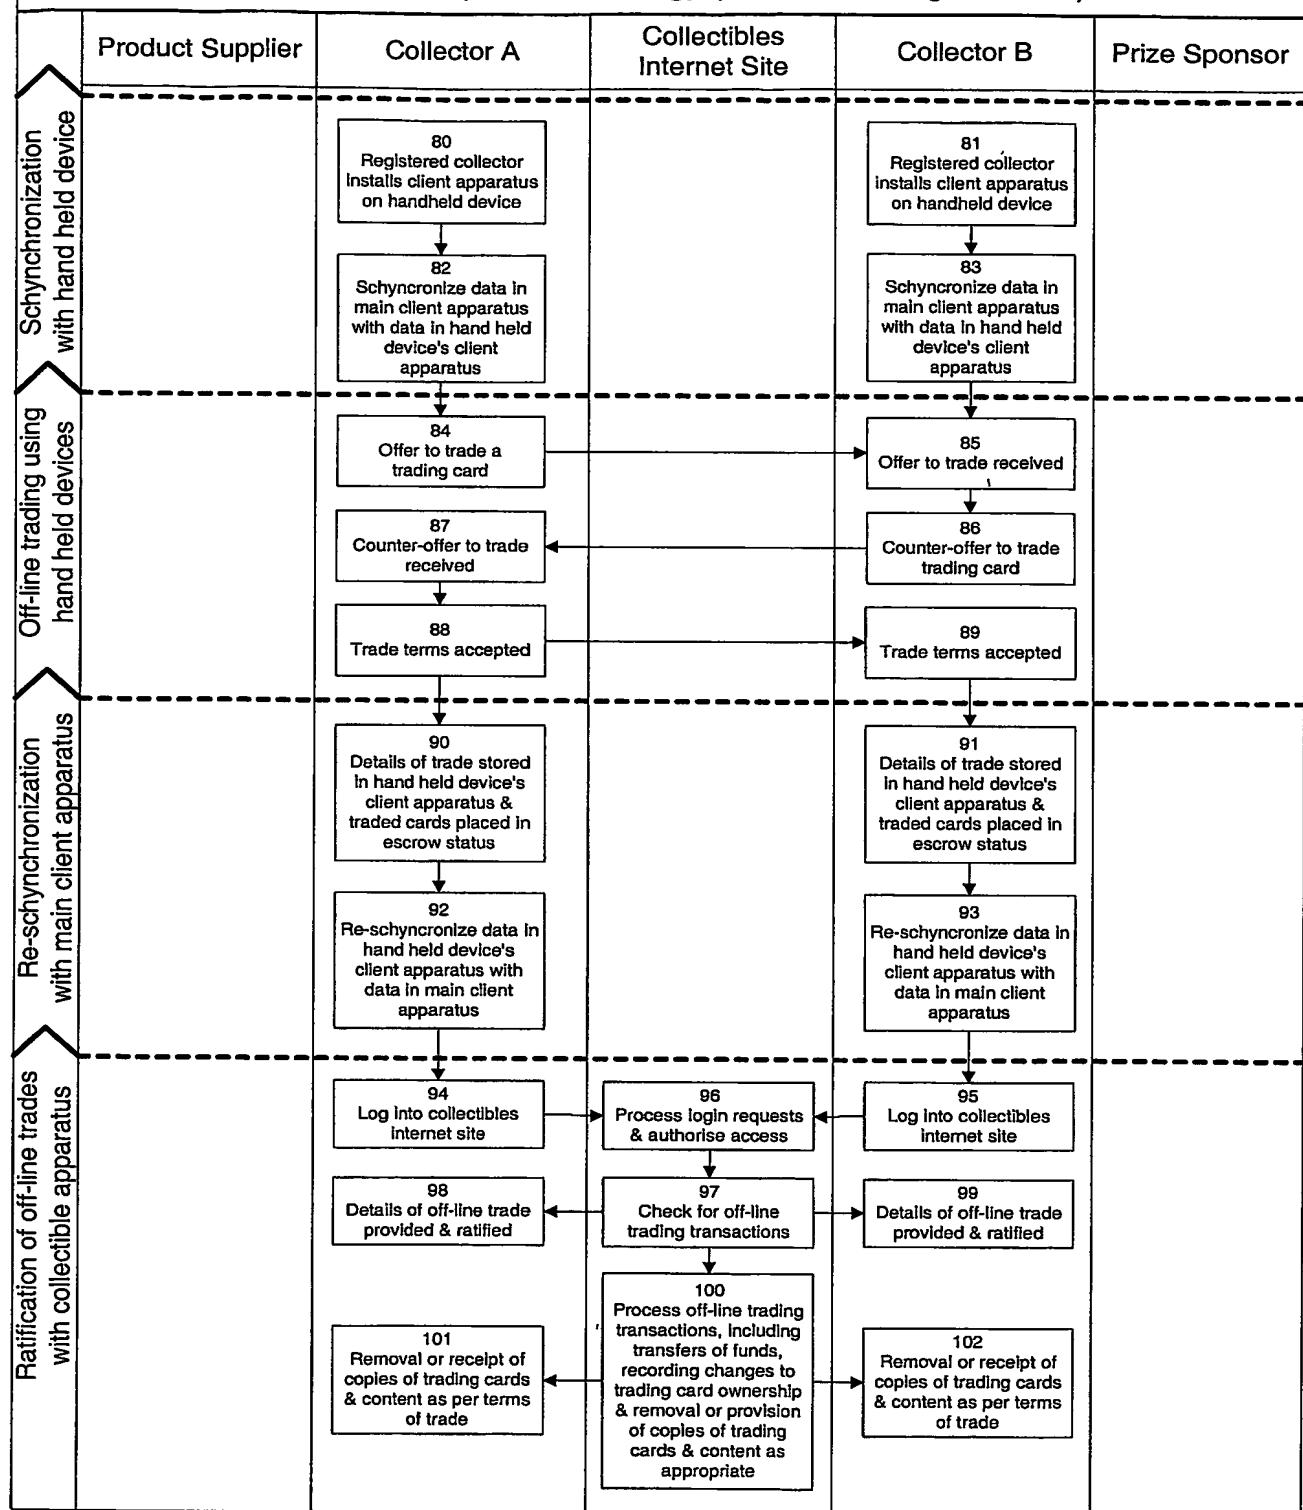 Product Supplier
Collector A
Collectibles
Internet Site
Collector B
Prize Sponsor
Schynchronization
with hand held device
80
Registered collector
installs client apparatus
on handheld device
81
Registered collector
installs client apparatus
on handheld device
82
Schyncronize data in
main client apparatus
with data in hand held
device's client
apparatus
83
Schyncronize data in
main client apparatus
with data in hand held
device's client
apparatus
Off-line trading using
hand held devices
84
Offer to trade a
trading card
85
Offer to trade received
87
Counter-offer to trade
received
86
Counter-offer to trade
trading card
88
Trade terms accepted
89
Trade terms accepted
Re-schynchronization
with main client apparatus
90
Details of trade stored
in hand held device's
client apparatus &
traded cards placed in
escrow status
91
Details of trade stored
in hand held device's
client apparatus &
traded cards placed in
escrow status
92
Re-schyncronize data in
hand held device's
client apparatus with
data in main client
apparatus
93
Re-schyncronize data in
hand held device's
client apparatus with
data in main client
apparatus
Ratification of off-line trades
with collectible apparatus
94
Log into collectibles
internet site
96
Process login requests
& authorise access
95
Log into collectibles
internet site
98
Details of off-line trade
provided & ratified
97
Check for off-line
trading transactions
99
Details of off-line trade
provided & ratified
100
Process off-line trading
transactions, including
transfers of funds,
recording changes to
trading card ownership
& removal or provision
of copies of trading
cards & content as
appropriate
101
Removal or receipt of
copies of trading cards
& content as per terms
of trade
102
Removal or receipt of
copies of trading cards
& content as per terms
of trade